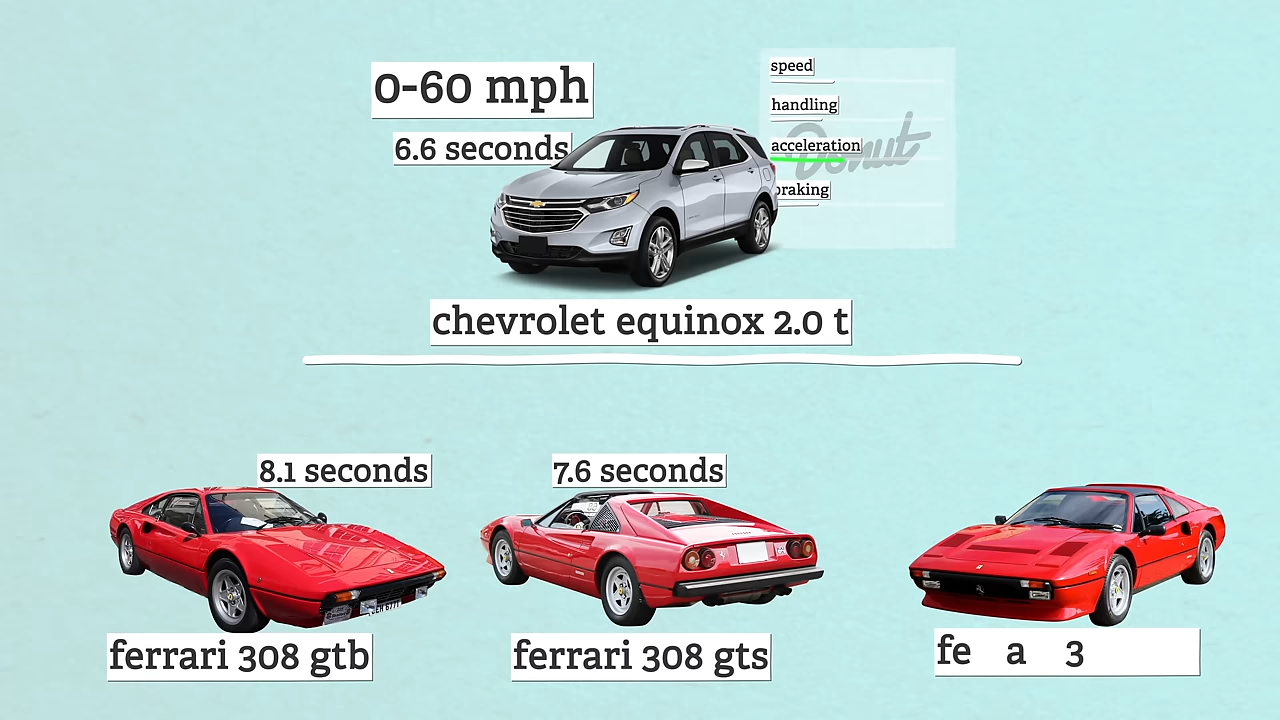 0-60 mph
6.6 seconds
speed
handling
acceleration
braking
Donut
chevrolet equinox 2.0 t
8.1 seconds
7.6 seconds
ferrari 308 gtb
ferrari 308 gts
fe a 3